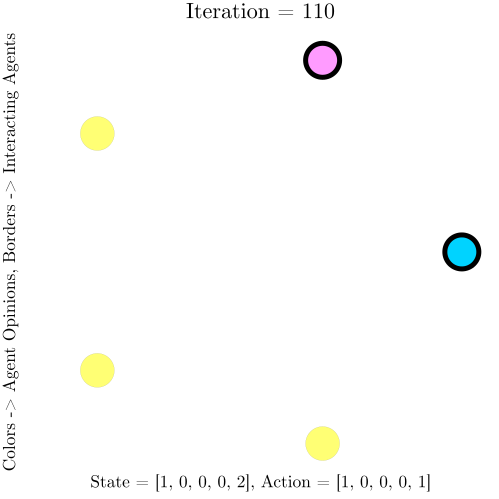 Iteration = 110
Colors -> Agent Opinions, Borders -> Interacting Agents
State = [1, 0, 0, 0, 2], Action = [1, 0, 0, 0, 1]